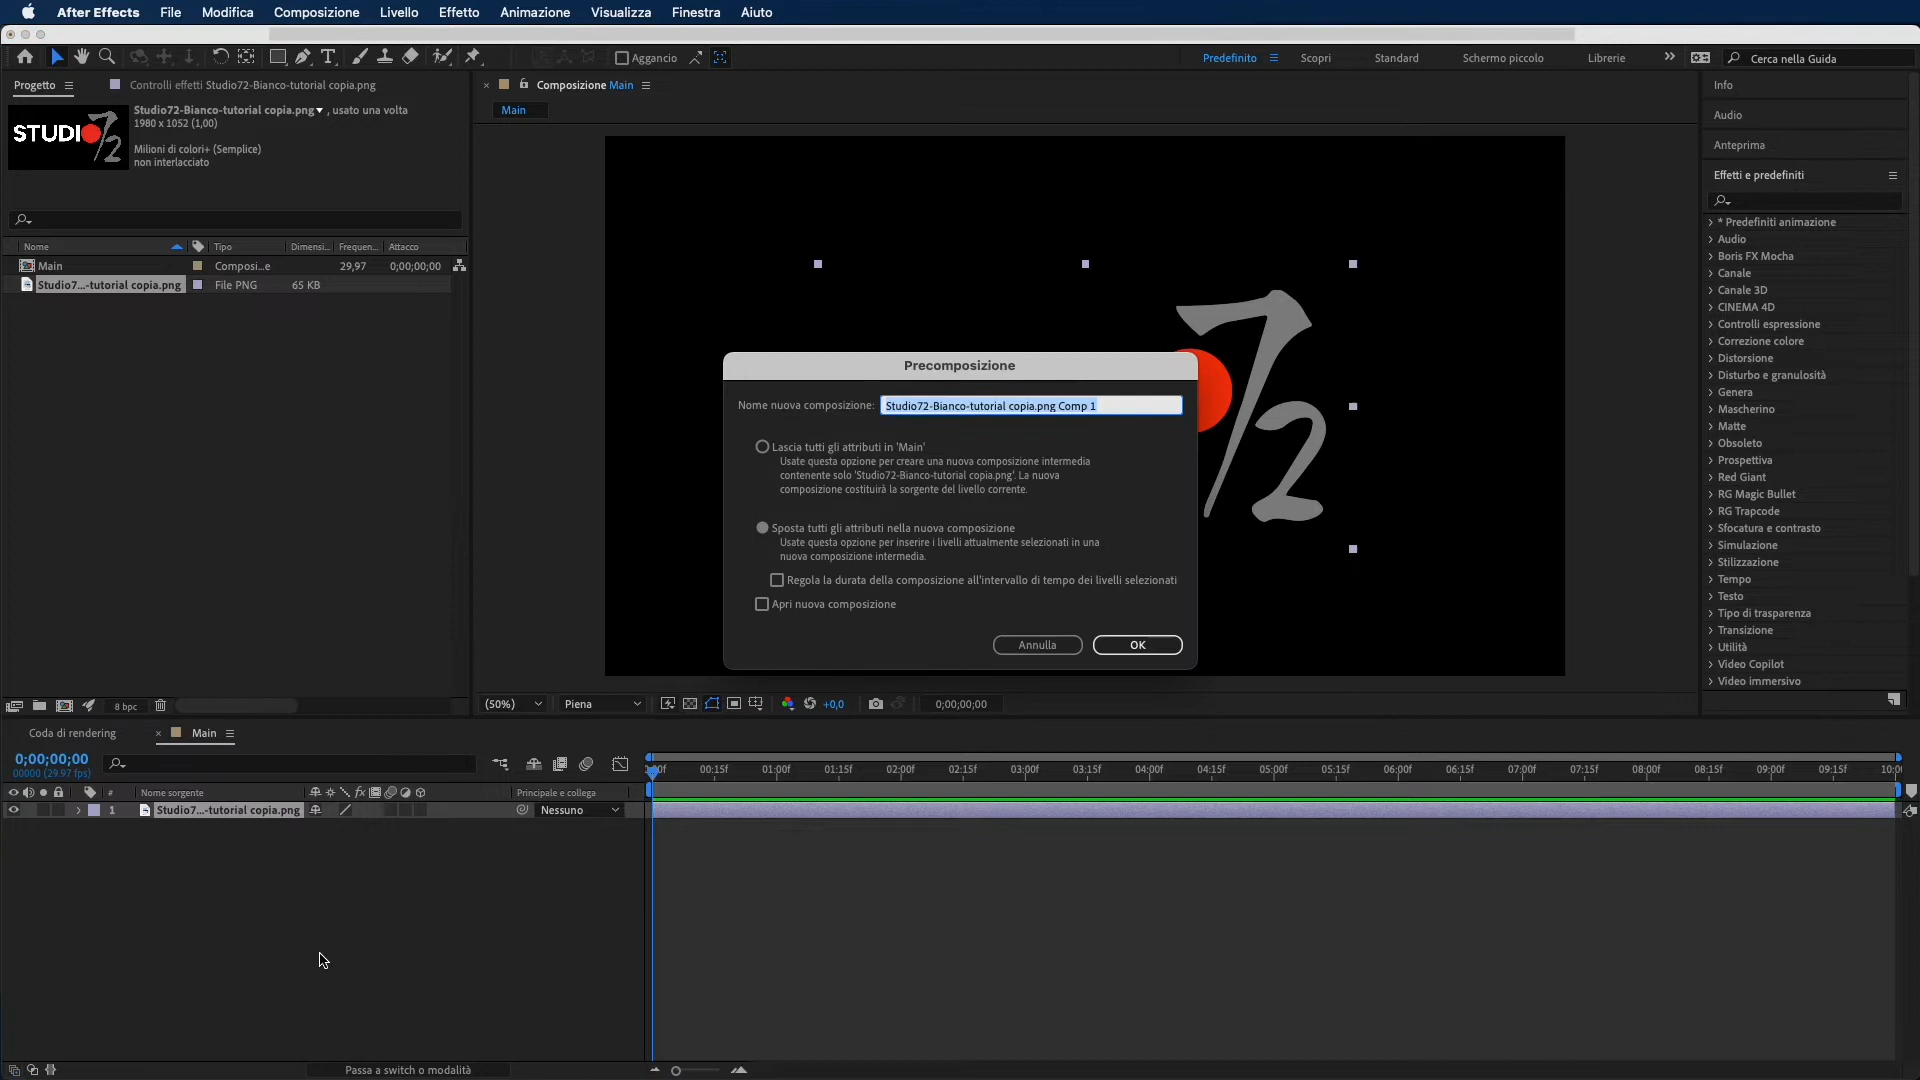 After Effects File Modifica Composizione Livello Effetto Animazione Visualizza Finestra Aiuto
Aggancio
Predefinito Scopri Standard Schermo piccolo Librerie
Cerca nella Guida
Progetto
Controlli effetti Studio72-Bianco-tutorial copia.png
STUDIO 72
Studio72-Bianco-tutorial copia.png , usato una volta
1980 x 1052 (1,00)
Milioni di colori+ (Semplice)
non interlacciato
Nome Tipo Dimensi... Frequen... Attacco
Main Composi...e 29,97 0;00;00;00
Studio7...-tutorial copia.png File PNG 65 KB
8 bpc
Composizione Main
Main
72
Precomposizione
Nome nuova composizione: Studio72-Bianco-tutorial copia.png Comp 1
Lascia tutti gli attributi in 'Main'
Usate questa opzione per creare una nuova composizione intermedia
contenente solo 'Studio72-Bianco-tutorial copia.png'. La nuova
composizione costituirà la sorgente del livello corrente.
Sposta tutti gli attributi nella nuova composizione
Usate questa opzione per inserire i livelli attualmente selezionati in una
nuova composizione intermedia.
Regola la durata della composizione all'intervallo di tempo dei livelli selezionati
Apri nuova composizione
Annulla OK
(50%) Piena +0,0 0;00;00;00
Info
Audio
Anteprima
Effetti e predefiniti
* Predefiniti animazione
Audio
Boris FX Mocha
Canale
Canale 3D
CINEMA 4D
Controlli espressione
Correzione colore
Distorsione
Disturbo e granulosità
Genera
Mascherino
Matte
Obsoleto
Prospettiva
Red Giant
RG Magic Bullet
RG Trapcode
Sfocatura e contrasto
Simulazione
Stilizzazione
Tempo
Testo
Tipo di trasparenza
Transizione
Utilità
Video Copilot
Video immersivo
Coda di rendering Main
0;00;00;00
00000 (29.97 fps)
00:15f 01:00f 01:15f 02:00f 02:15f 03:00f 03:15f 04:00f 04:15f 05:00f 05:15f 06:00f 06:15f 07:00f 07:15f 08:00f 08:15f 09:00f 09:15f 10:0
# Nome sorgente Principale e collega
1 Studio7...-tutorial copia.png Nessuno
Passa a switch o modalità